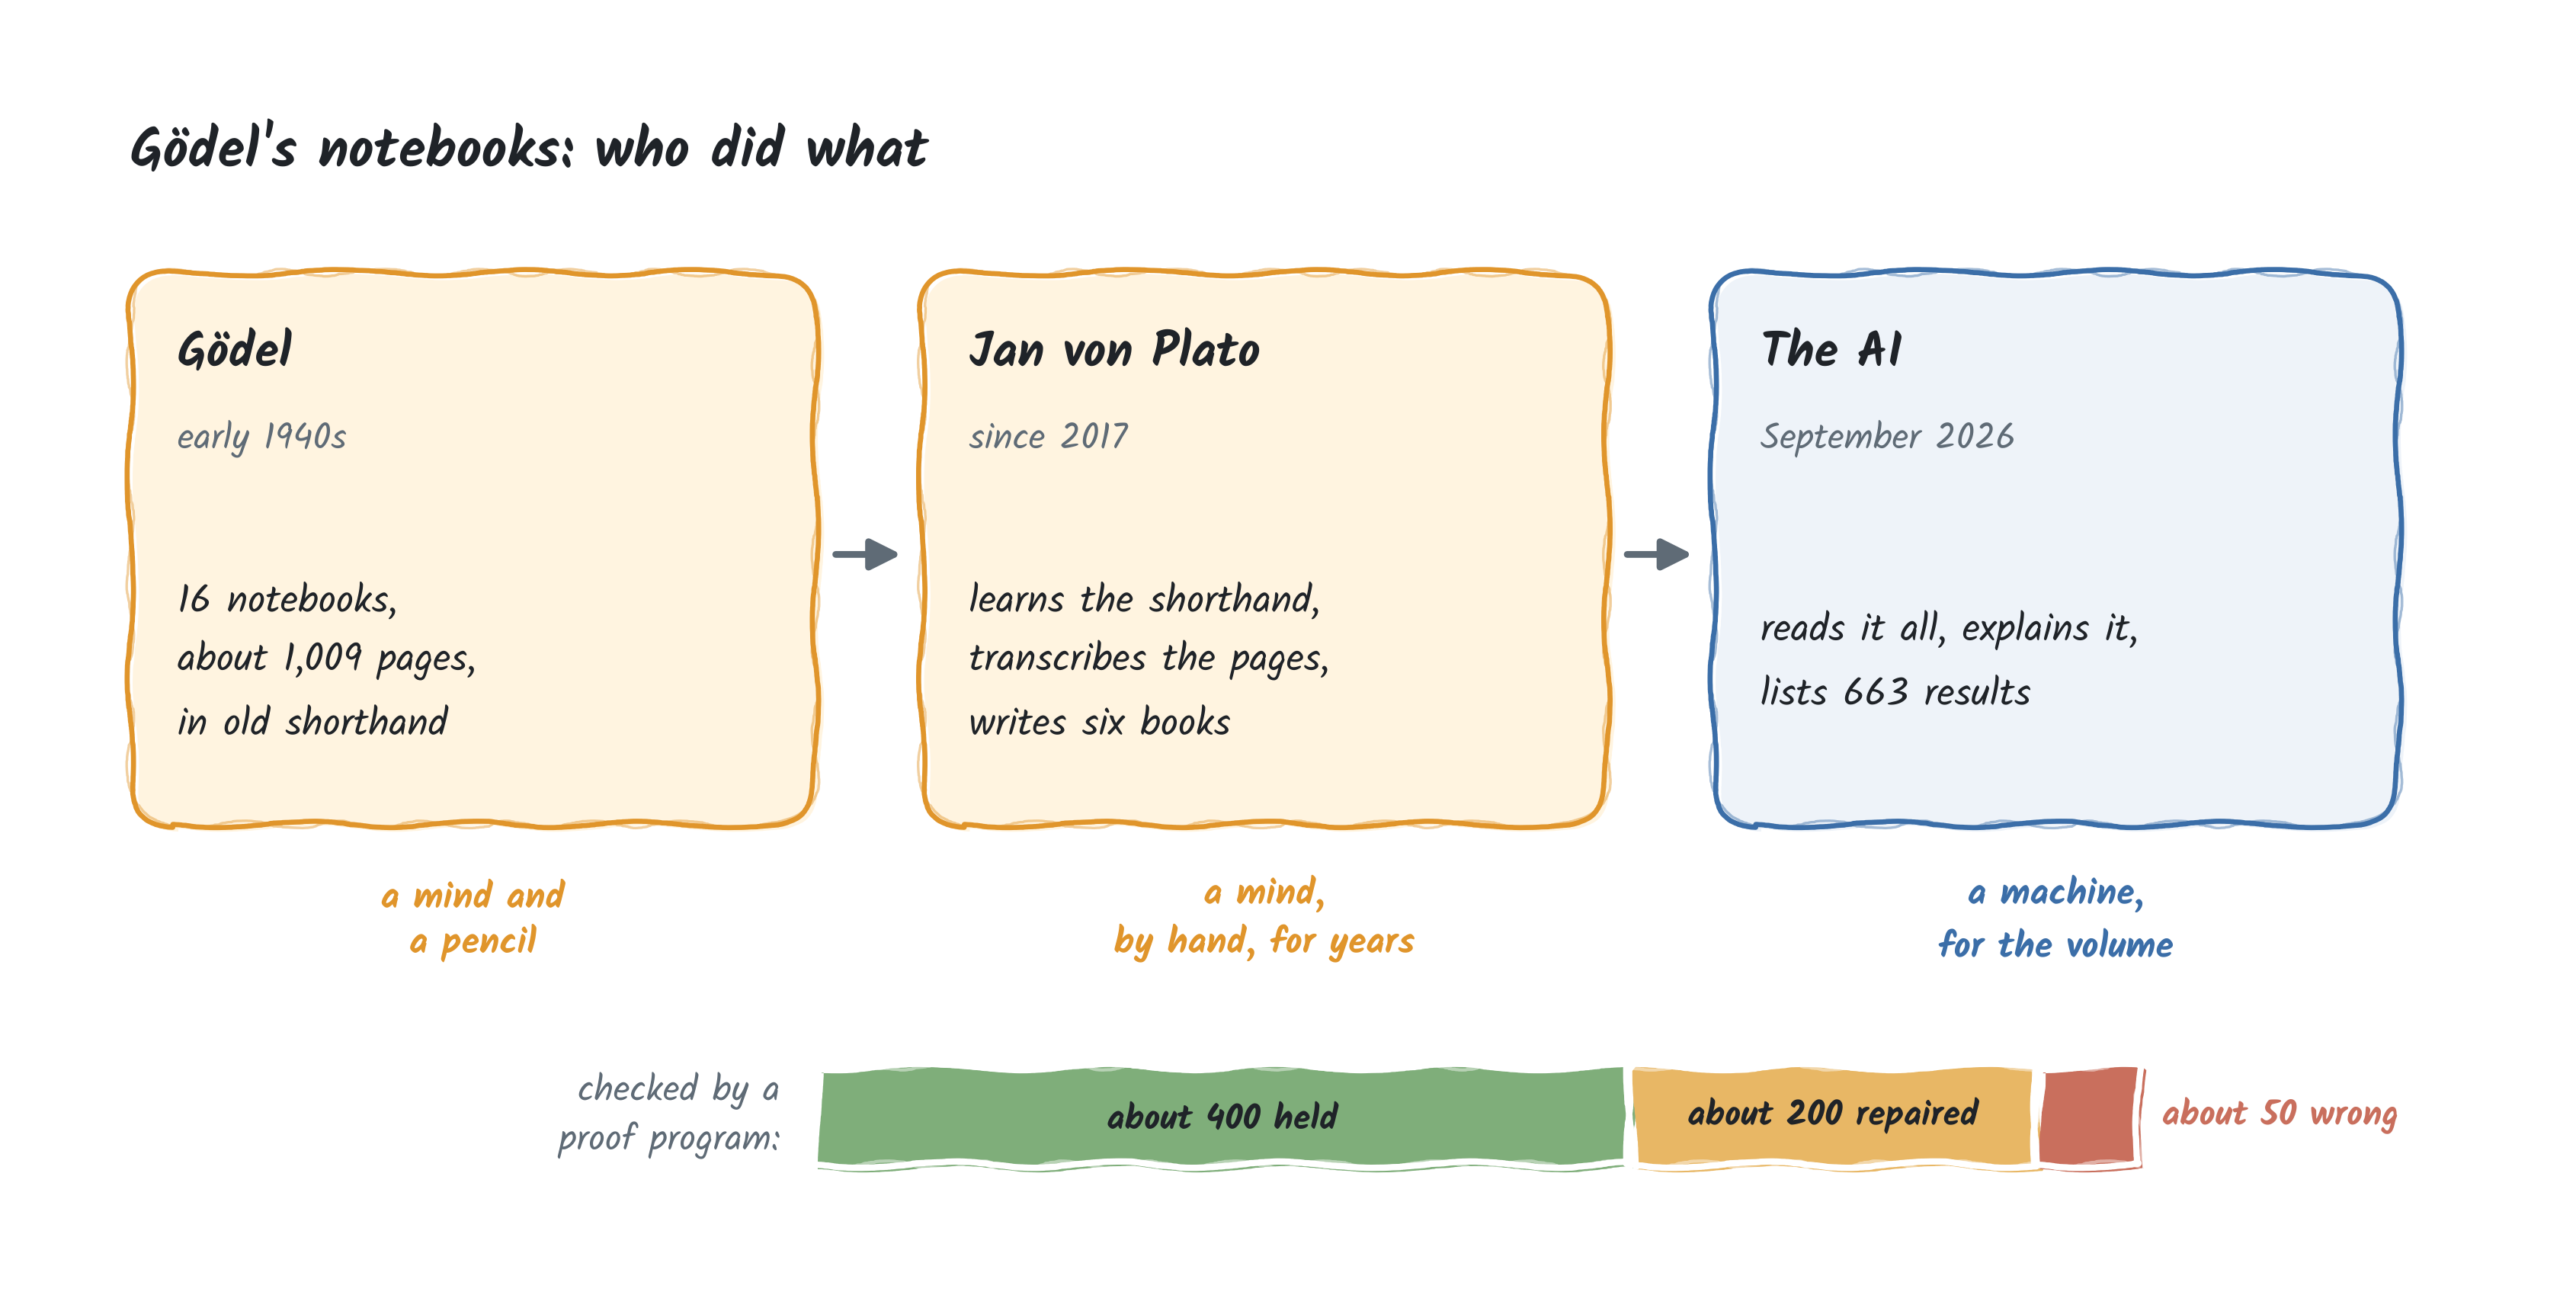 Gödel's notebooks: who did what
Gödel
early 1940s
16 notebooks,
about 1,009 pages,
in old shorthand
a mind and
a pencil
Jan von Plato
since 2017
learns the shorthand,
transcribes the pages,
writes six books
a mind,
by hand, for years
The AI
September 2026
reads it all, explains it,
lists 663 results
a machine,
for the volume
checked by a
proof program:
about 400 held
about 200 repaired
about 50 wrong